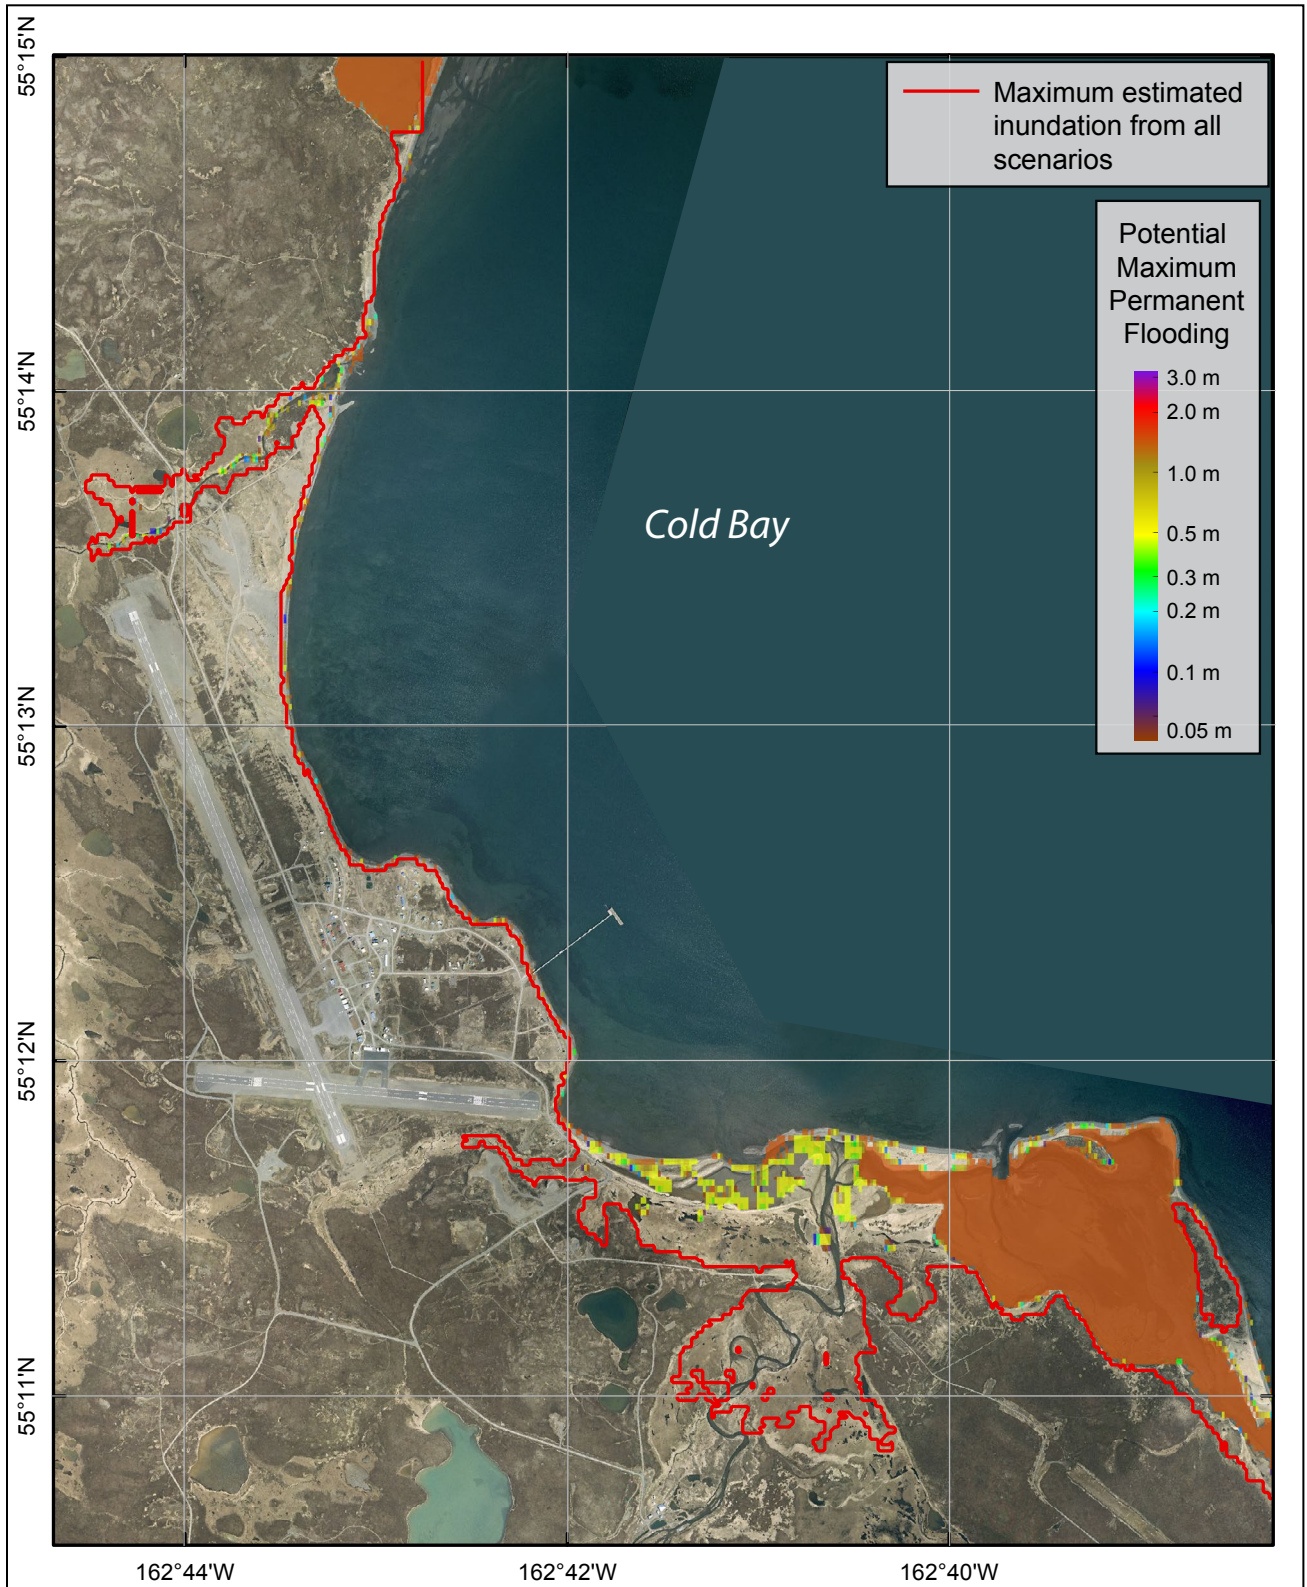 55°15'N
Maximum estimated
inundation from all
scenarios
Potential
Maximum
Permanent
Flooding
3.0 m
2.0 m
1.0 m
0.5 m
0.3 m
0.2 m
0.1 m
0.05 m
55°14'N
Cold Bay
55°13'N
55°12'N
55°11'N
162°44'W
162°42'W
162°40'W